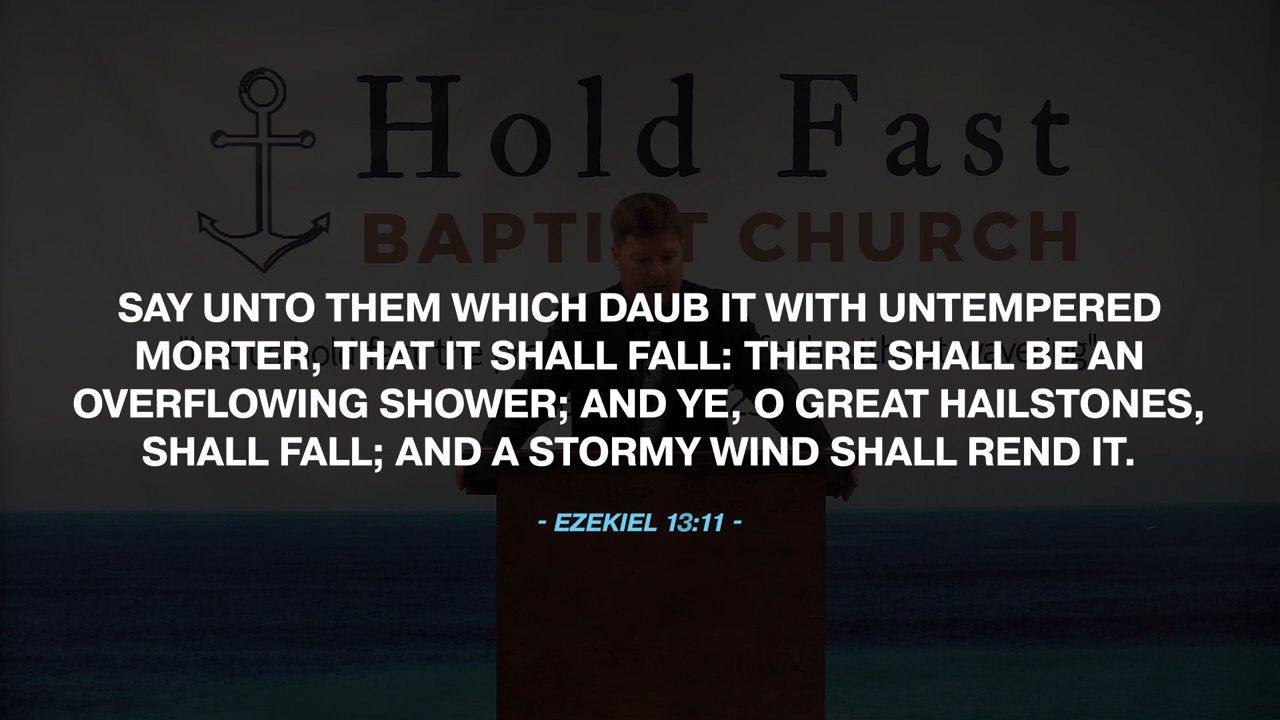 Hold Fast
BAPTIST CHURCH
SAY UNTO THEM WHICH DAUB IT WITH UNTEMPERED
MORTER, THAT IT SHALL FALL: THERE SHALL BE AN
OVERFLOWING SHOWER; AND YE, O GREAT HAILSTONES,
SHALL FALL; AND A STORMY WIND SHALL REND IT.
- EZEKIEL 13:11 -